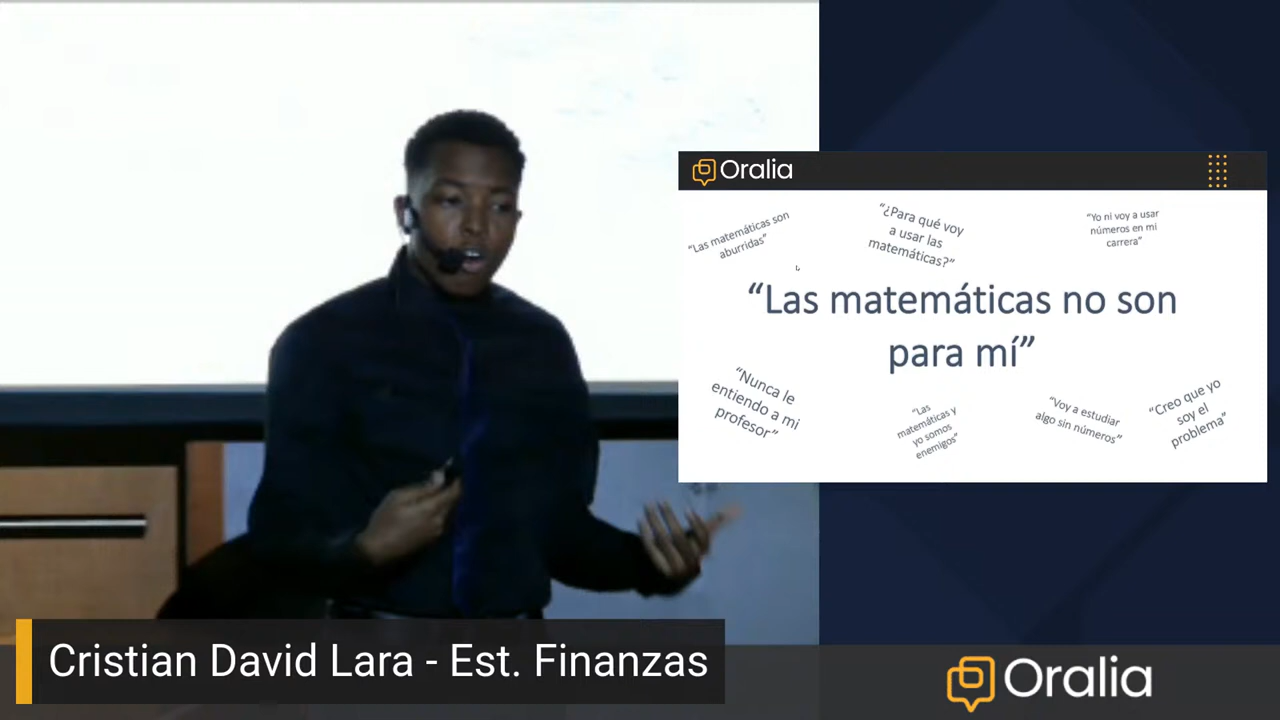 Oralia
“Las matemáticas son
aburridas”
“¿Para qué voy
a usar las
matemáticas?”
“Yo ni voy a usar
números en mi
carrera”
“Las matemáticas no son
para mí”
“Nunca le
entiendo a mi
profesor”
“Las
matemáticas y
yo somos
enemigos”
“Voy a estudiar
algo sin números”
“Creo que yo
soy el
problema”
Cristian David Lara - Est. Finanzas
Oralia